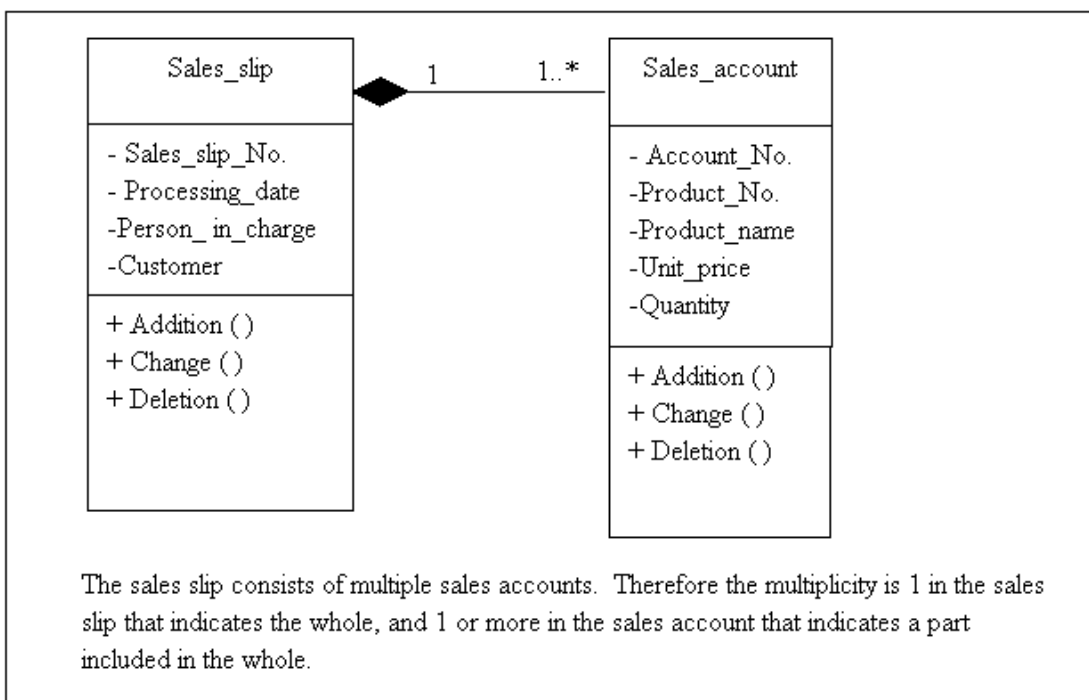 Sales_slip
- Sales_slip_No.
- Processing_date
-Person_ in_charge
-Customer
+ Addition ( )
+ Change ( )
+ Deletion ( )
1
1..*
Sales_account
- Account_No.
-Product_No.
-Product_name
-Unit_price
-Quantity
+ Addition ( )
+ Change ( )
+ Deletion ( )
The sales slip consists of multiple sales accounts.  Therefore the multiplicity is 1 in the sales
slip that indicates the whole, and 1 or more in the sales account that indicates a part
included in the whole.